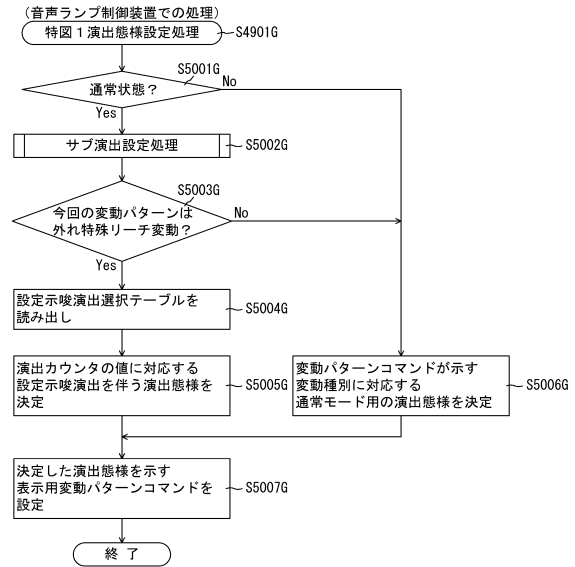 (音声ランプ制御装置での処理)
特図1演出態様設定処理
S4901G
S5001G
通常状態?
No
Yes
サブ演出設定処理
S5002G
S5003G
今回の変動パターンは
外れ特殊リーチ変動?
No
Yes
設定示唆演出選択テーブルを
読み出し
S5004G
演出カウンタの値に対応する
設定示唆演出を伴う演出態様を
決定
S5005G
変動パターンコマンドが示す
変動種別に対応する
通常モード用の演出態様を決定
S5006G
決定した演出態様を示す
表示用変動パターンコマンドを
設定
S5007G
終了